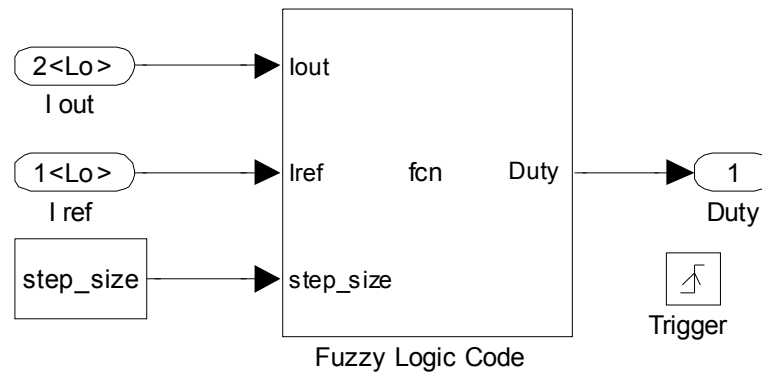 2<Lo>
I out
1<Lo>
I ref
step_size
Iout
Iref
step_size
fcn
Duty
Fuzzy Logic Code
1
Duty
Trigger